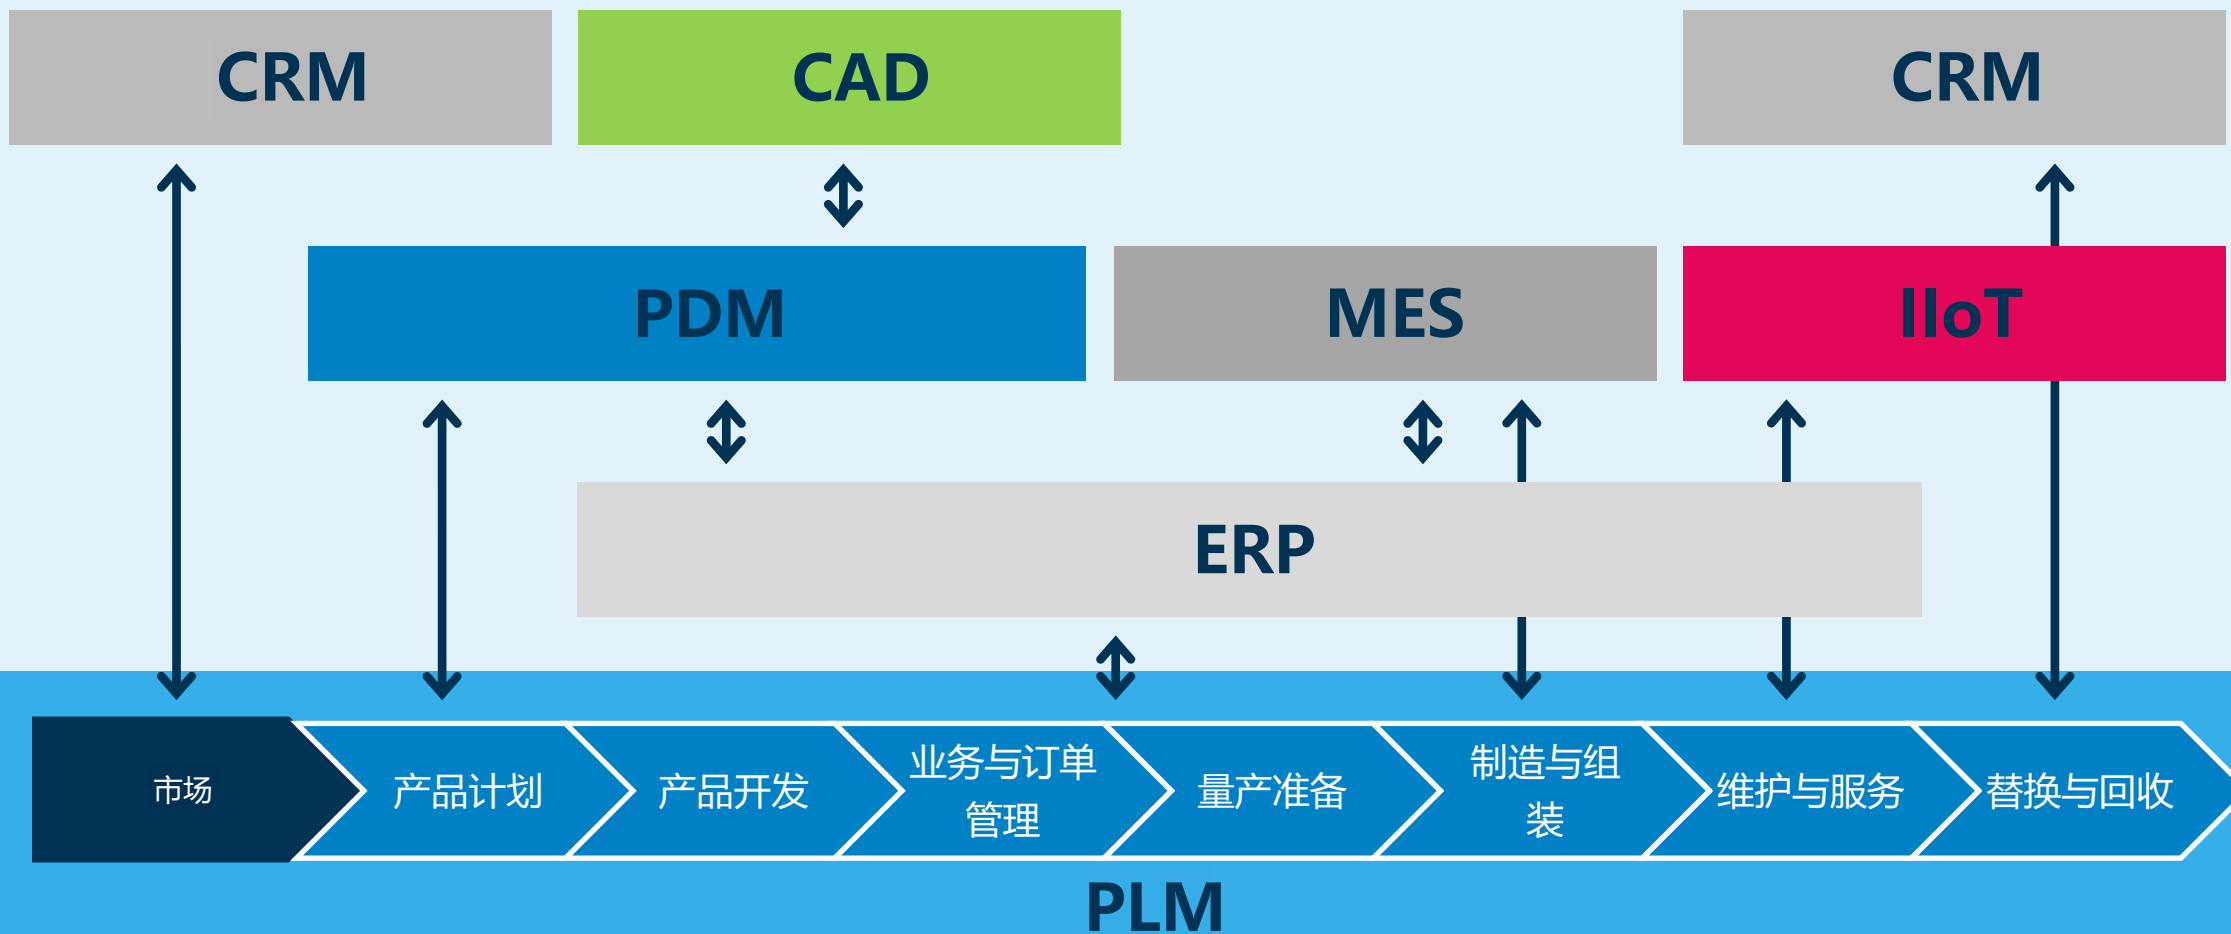 CRM
CAD
CRM
PDM
MES
IIoT
ERP
市场
产品计划
产品开发
业务与订单
管理
量产准备
制造与组
装
维护与服务
替换与回收
PLM